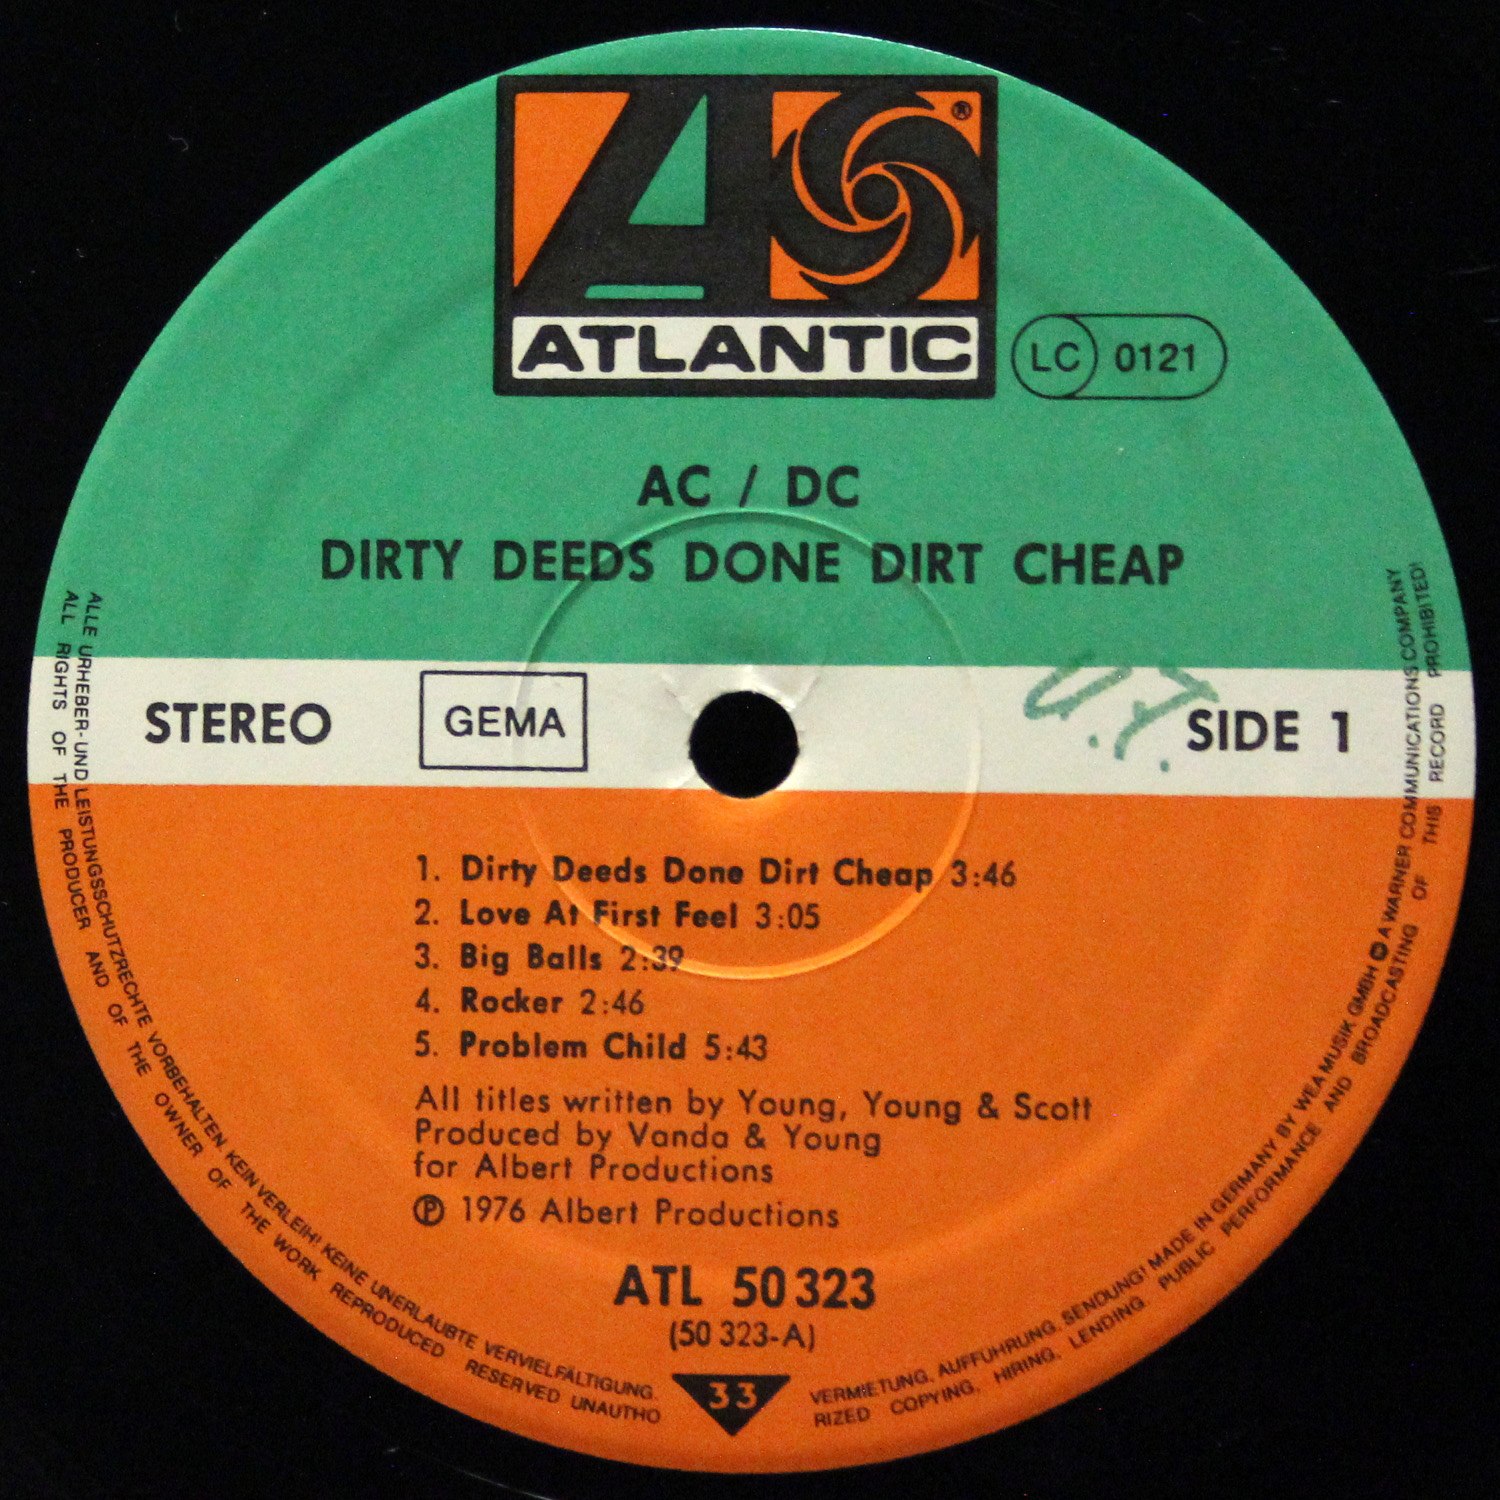 ATLANTIC
®
LC 0121
AC / DC
DIRTY DEEDS DONE DIRT CHEAP
STEREO
GEMA
SIDE 1
1. Dirty Deeds Done Dirt Cheap 3:46
2. Love At First Feel 3:05
3. Big Balls 2:39
4. Rocker 2:46
5. Problem Child 5:43
All titles written by Young, Young & Scott
Produced by Vanda & Young
for Albert Productions
℗ 1976 Albert Productions
ATL 50 323
(50 323-A)
33
ALLE URHEBER- UND LEISTUNGSSCHUTZRECHTE VORBEHALTEN. KEIN VERLEIH! KEINE UNERLAUBTE VERVIELFÄLTIGUNG, VERMIETUNG, AUFFÜHRUNG, SENDUNG! MADE IN GERMANY BY WEA MUSIK GMBH A WARNER COMMUNICATIONS COMPANY
ALL RIGHTS OF THE PRODUCER AND OF THE OWNER OF THE WORK REPRODUCED RESERVED UNAUTHORIZED COPYING, HIRING, LENDING, PUBLIC PERFORMANCE AND BROADCASTING OF THIS RECORD PROHIBITED!